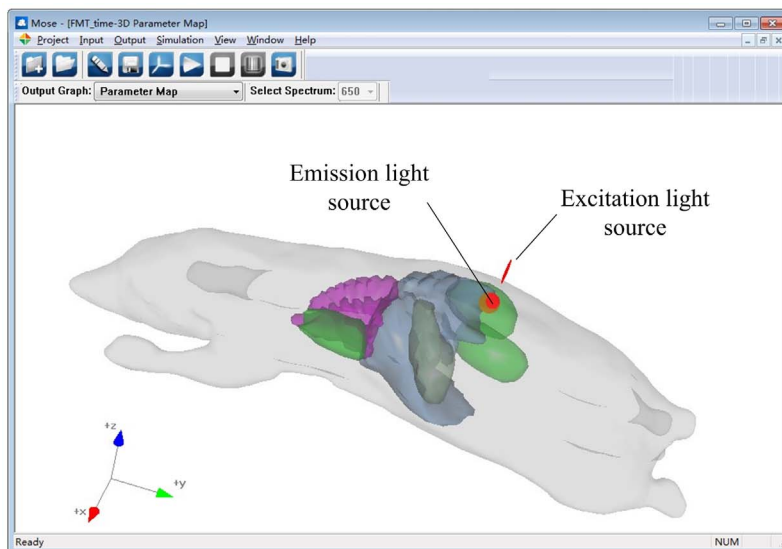 Mose - [FMT_time-3D Parameter Map]
Project Input Output Simulation View Window Help
Output Graph: Parameter Map Select Spectrum: 650
Emission light
source
Excitation light
source
+z
+y
+x
Ready NUM